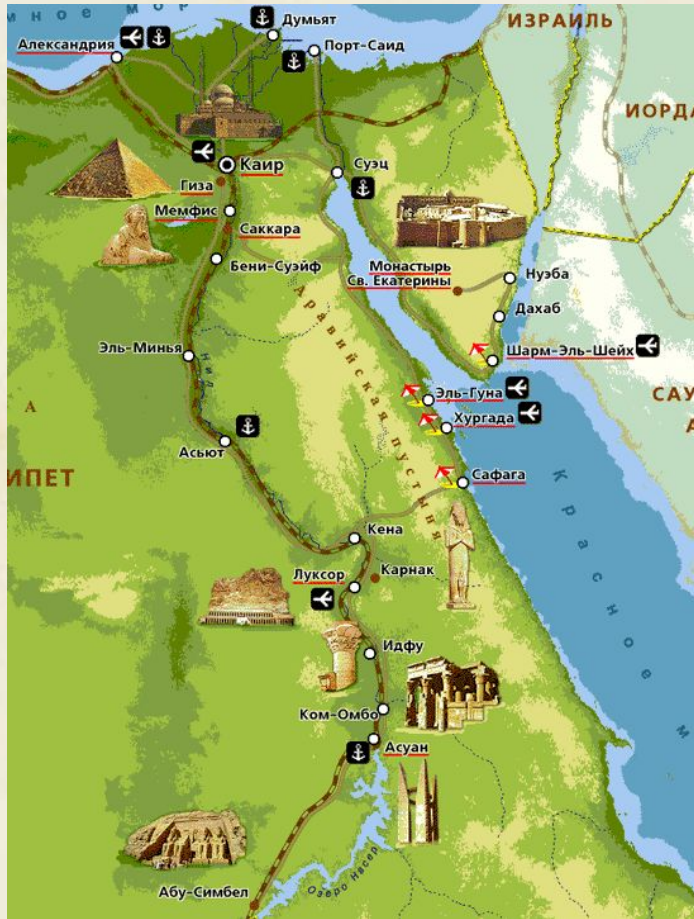 мное мор
Думьят
ИЗРАИЛЬ
Александрия
Порт-Саид
ИОРДА
Каир
Суэц
Гиза
Мемфис
Саккара
Монастырь
Св. Екатерины
Нуэба
Бени-Суэйф
Дахаб
Аравийская пустыня
Эль-Минья
Нил
Шарм-Эль-Шейх
Эль-Гуна
САУ
А
А
Хургада
Асьют
ИПЕТ
Сафага
Красное м
Кена
Луксор
Карнак
Идфу
Ком-Омбо
Асуан
Озеро Насер
Абу-Симбел